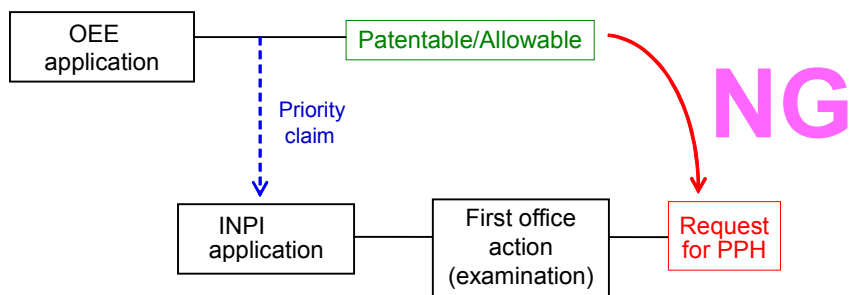 OEE
application
Patentable/Allowable
NG
Priority
claim
INPI
application
First office
action
(examination)
Request
for PPH